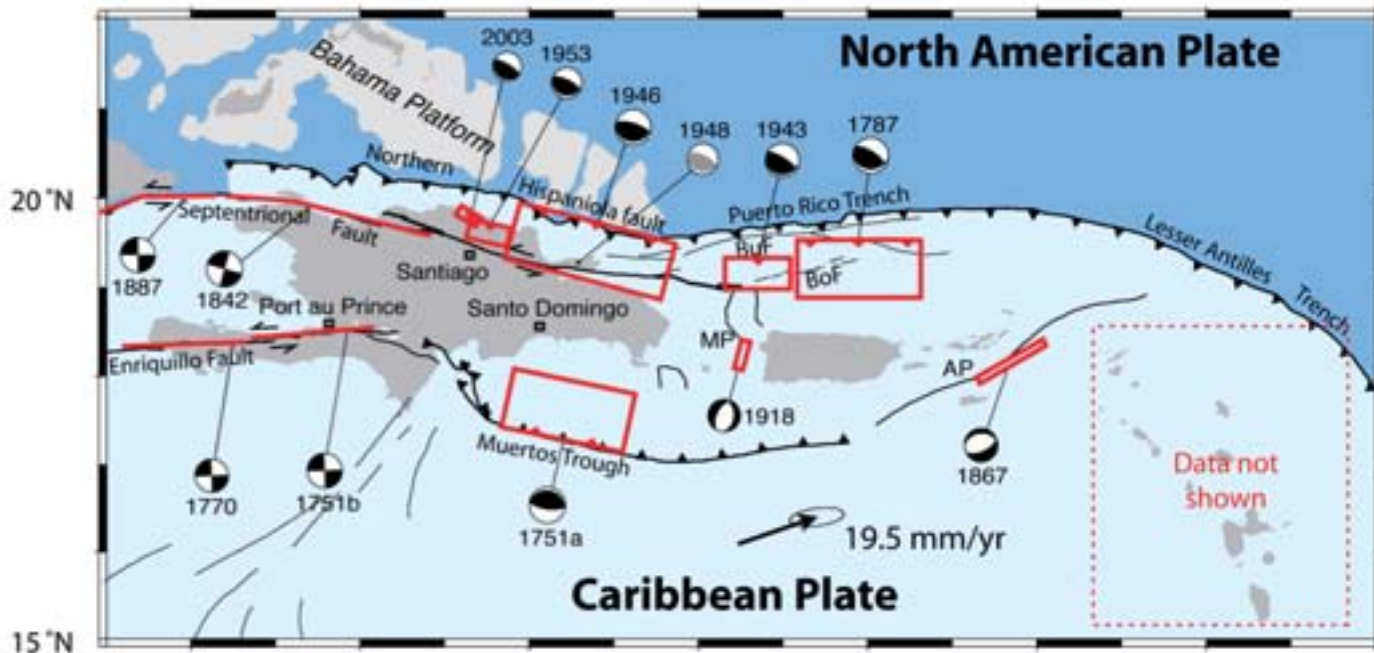 North American Plate
Bahama Platform
2003
1953
1946
1948
1943
1787
20°N
Northern
Hispaniola fault
Puerto Rico Trench
Lesser Antilles
Trench
Septentrional
Fault
BuF
BoF
1887
1842
Santiago
Port au Prince
Santo Domingo
MP
AP
Enriquillo Fault
1918
1867
Muertos Trough
1770
1751b
1751a
Data not
shown
19.5 mm/yr
Caribbean Plate
15°N